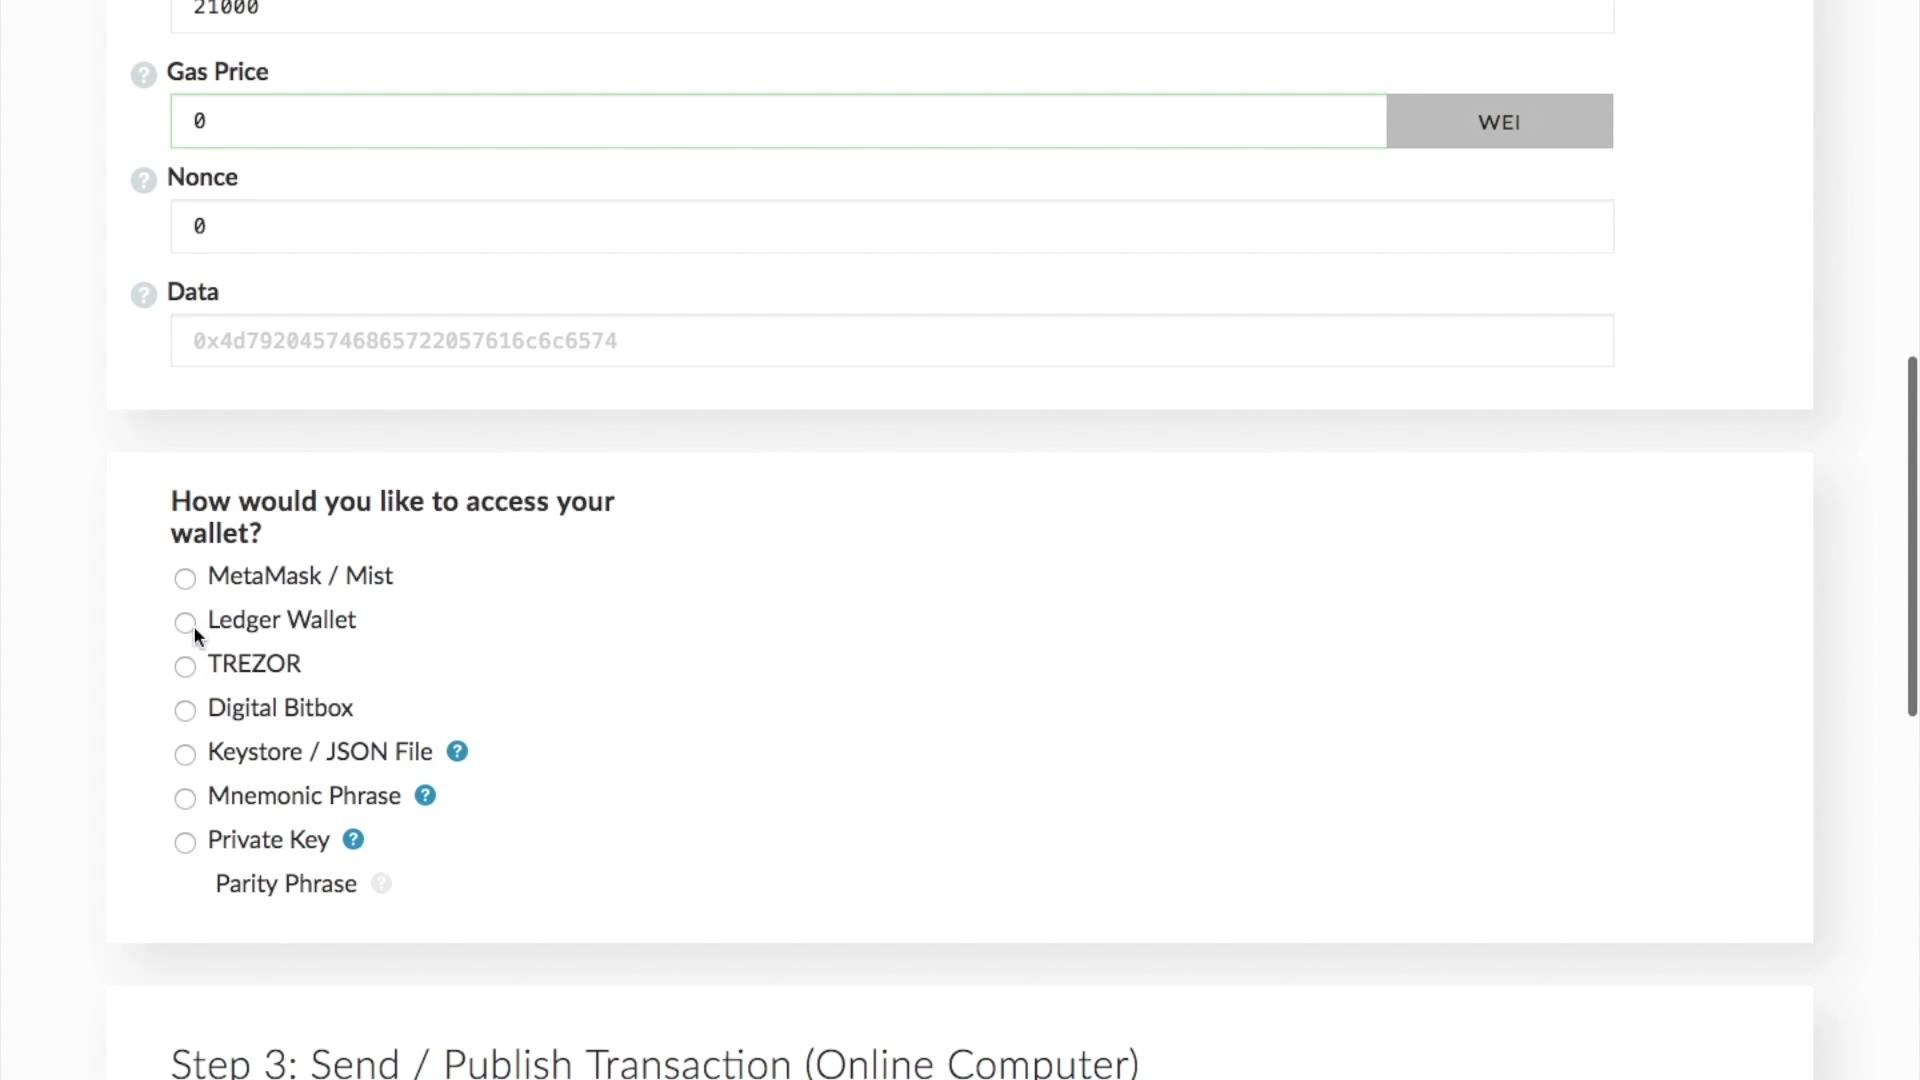 21000
? Gas Price
0 WEI
? Nonce
0
? Data
0x4d792045746865722057616c6c6574
How would you like to access your
wallet?
MetaMask / Mist
Ledger Wallet
TREZOR
Digital Bitbox
Keystore / JSON File ?
Mnemonic Phrase ?
Private Key ?
Parity Phrase ?
Step 3: Send / Publish Transaction (Online Computer)